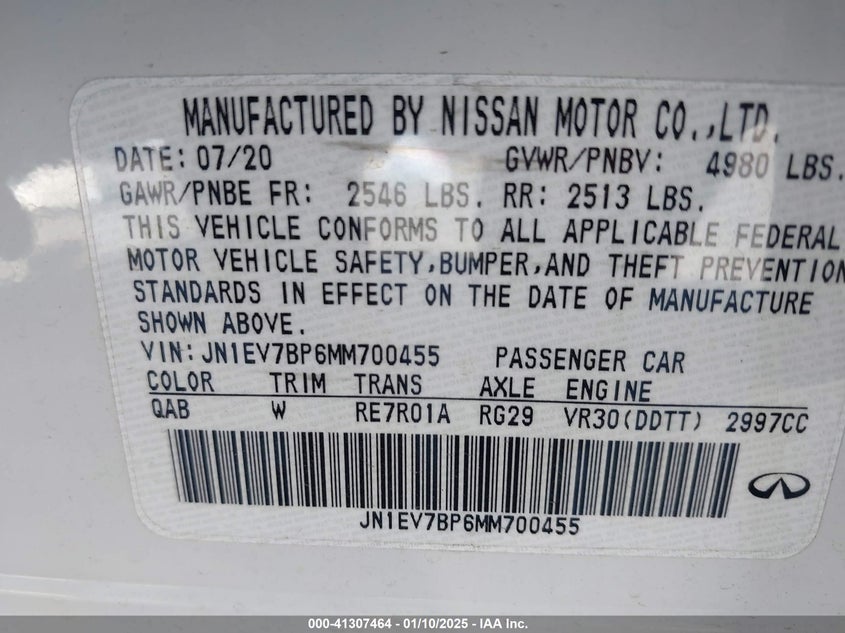 MANUFACTURED BY NISSAN MOTOR CO.,LTD.
DATE: 07/20 GVWR/PNBV: 4980 LBS.
GAWR/PNBE FR: 2546 LBS. RR: 2513 LBS.
THIS VEHICLE CONFORMS TO ALL APPLICABLE FEDERAL
MOTOR VEHICLE SAFETY,BUMPER,AND THEFT PREVENTION
STANDARDS IN EFFECT ON THE DATE OF MANUFACTURE
SHOWN ABOVE.
VIN: JN1EV7BP6MM700455 PASSENGER CAR
COLOR TRIM TRANS AXLE ENGINE
QAB W RE7R01A RG29 VR30(DDTT) 2997CC
JN1EV7BP6MM700455
000-41307464 - 01/10/2025 - IAA Inc.